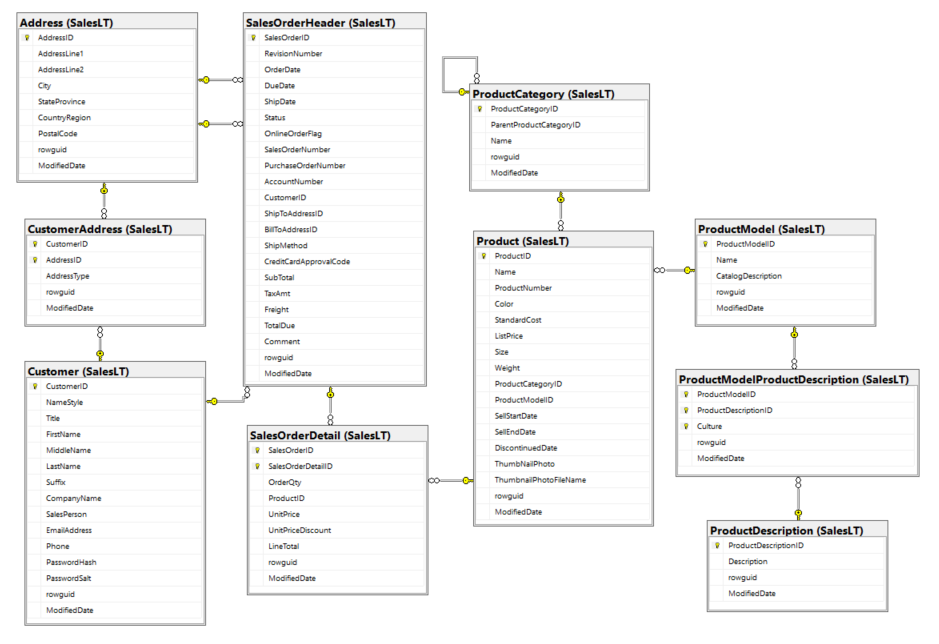 Address (SalesLT)
AddressID
AddressLine1
AddressLine2
City
StateProvince
CountryRegion
PostalCode
rowguid
ModifiedDate
CustomerAddress (SalesLT)
CustomerID
AddressID
AddressType
rowguid
ModifiedDate
Customer (SalesLT)
CustomerID
NameStyle
Title
FirstName
MiddleName
LastName
Suffix
CompanyName
SalesPerson
EmailAddress
Phone
PasswordHash
PasswordSalt
rowguid
ModifiedDate
SalesOrderHeader (SalesLT)
SalesOrderID
RevisionNumber
OrderDate
DueDate
ShipDate
Status
OnlineOrderFlag
SalesOrderNumber
PurchaseOrderNumber
AccountNumber
CustomerID
ShipToAddressID
BillToAddressID
ShipMethod
CreditCardApprovalCode
SubTotal
TaxAmt
Freight
TotalDue
Comment
rowguid
ModifiedDate
SalesOrderDetail (SalesLT)
SalesOrderID
SalesOrderDetailID
OrderQty
ProductID
UnitPrice
UnitPriceDiscount
LineTotal
rowguid
ModifiedDate
ProductCategory (SalesLT)
ProductCategoryID
ParentProductCategoryID
Name
rowguid
ModifiedDate
Product (SalesLT)
ProductID
Name
ProductNumber
Color
StandardCost
ListPrice
Size
Weight
ProductCategoryID
ProductModelID
SellStartDate
SellEndDate
DiscontinuedDate
ThumbNailPhoto
ThumbnailPhotoFileName
rowguid
ModifiedDate
ProductModel (SalesLT)
ProductModelID
Name
CatalogDescription
rowguid
ModifiedDate
ProductModelProductDescription (SalesLT)
ProductModelID
ProductDescriptionID
Culture
rowguid
ModifiedDate
ProductDescription (SalesLT)
ProductDescriptionID
Description
rowguid
ModifiedDate